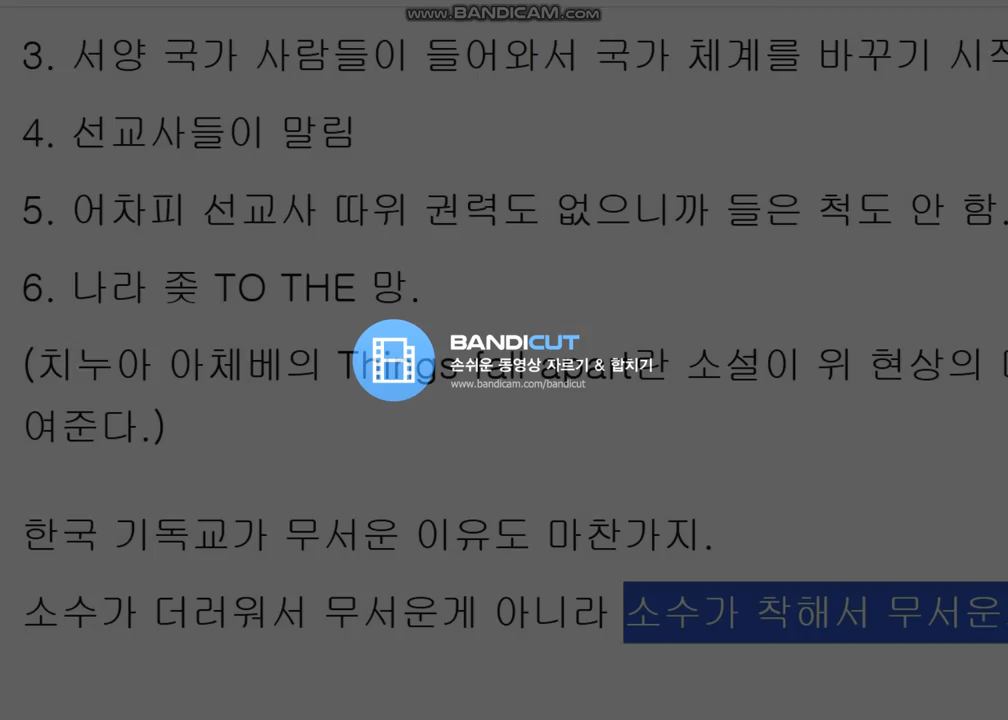 www.BANDICAM.com
3. 서양 국가 사람들이 들어와서 국가 체계를 바꾸기
4. 선교사들이 말림
5. 어차피 선교사 따위 권력도 없으니까 들은 척도 안 함.
6. 나라 좆 TO THE 망.
BANDICUT
손쉬운 동영상 자르기 & 합치기
www.bandicam.com/bandicut
(치누아 아체베의 Things fall apart란 소설이 위 현상의
여준다.)
한국 기독교가 무서운 이유도 마찬가지.
소수가 더러워서 무서운게 아니라 소수가 착해서 무서운